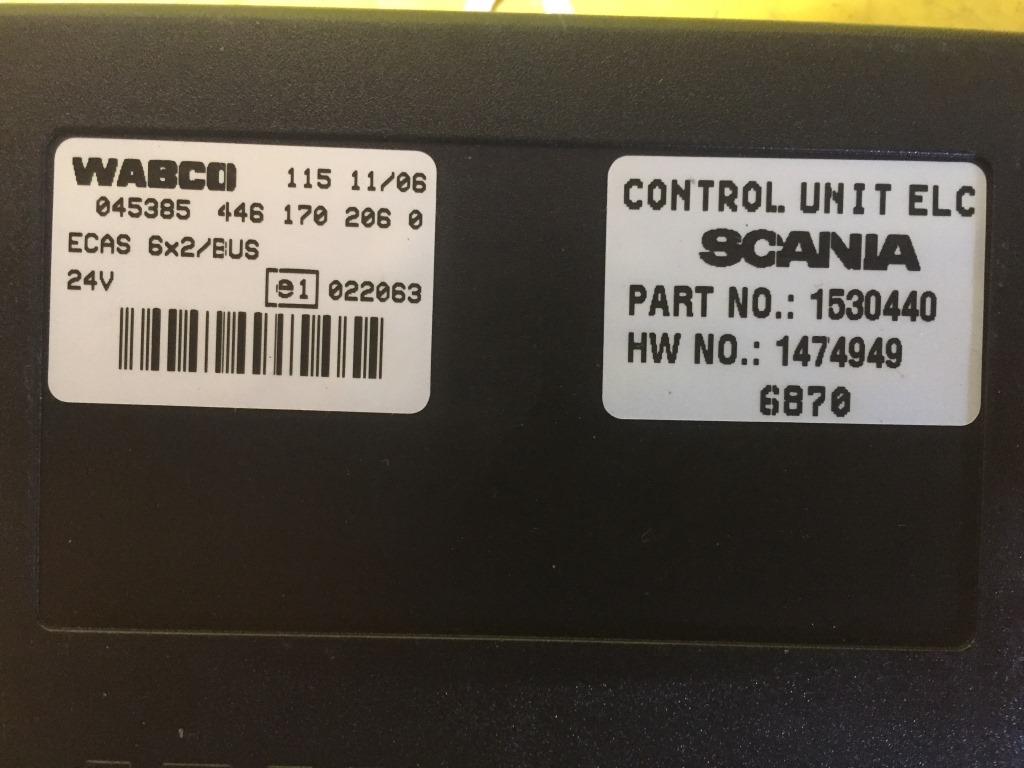 WABCO 115 11/06
045385 446 170 206 0
ECAS 6x2/BUS
24V e1 022063
CONTROL. UNIT ELC
SCANIA
PART NO.: 1530440
HW NO.: 1474949
6870